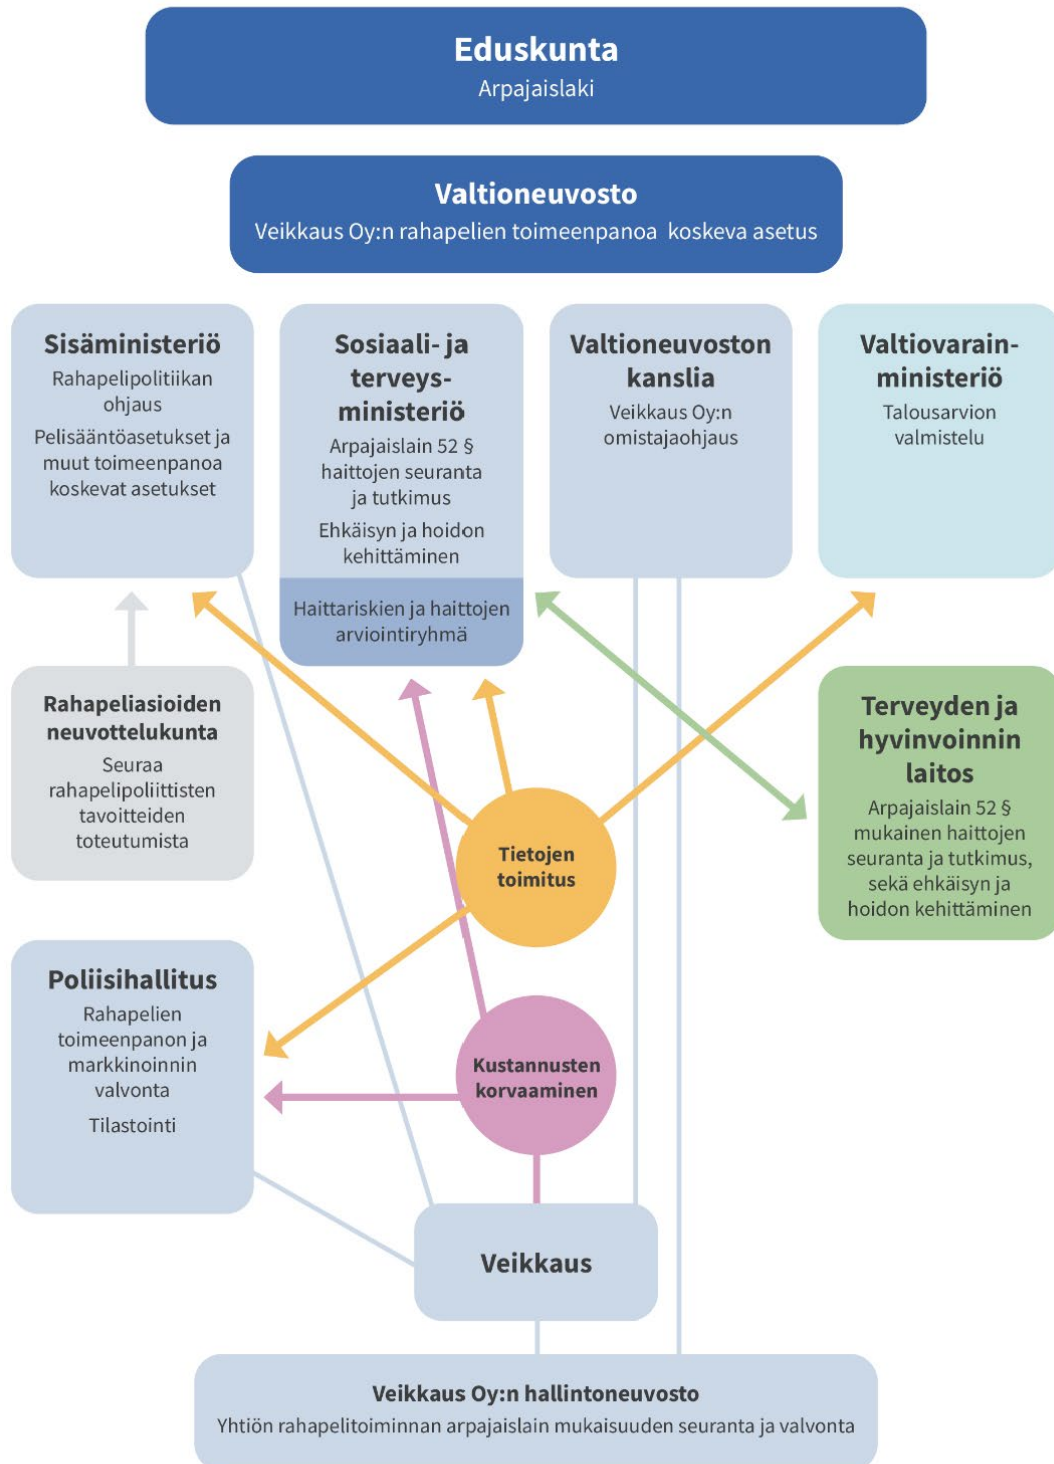 Eduskunta
Arpajaislaki
Valtioneuvosto
Veikkaus Oy:n rahapelien toimeenpanoa koskeva asetus
Sisäministeriö
Rahapelipolitiikan
ohjaus
Pelisääntöasetukset ja
muut toimeenpanoa
koskevat asetukset
Sosiaali- ja
terveys-
ministeriö
Arpajaislain 52 §
haittojen seuranta
ja tutkimus
Ehkäisyn ja hoidon
kehittäminen
Haittariskien ja haittojen
arviointiryhmä
Valtioneuvoston
kanslia
Veikkaus Oy:n
omistajaohjaus
Valtiovarain-
ministeriö
Talousarvion
valmistelu
Rahapeliasioiden
neuvottelukunta
Seuraa
rahapelipoliittisten
tavoitteiden
toteutumista
Terveyden ja
hyvinvoinnin
laitos
Arpajaislain 52 §
mukainen haittojen
seuranta ja tutkimus,
sekä ehkäisyn ja
hoidon kehittäminen
Tietojen
toimitus
Poliisihallitus
Rahapelien
toimeenpanon ja
markkinoinnin
valvonta
Tilastointi
Kustannusten
korvaaminen
Veikkaus
Veikkaus Oy:n hallintoneuvosto
Yhtiön rahapelitoiminnan arpajaislain mukaisuuden seuranta ja valvonta